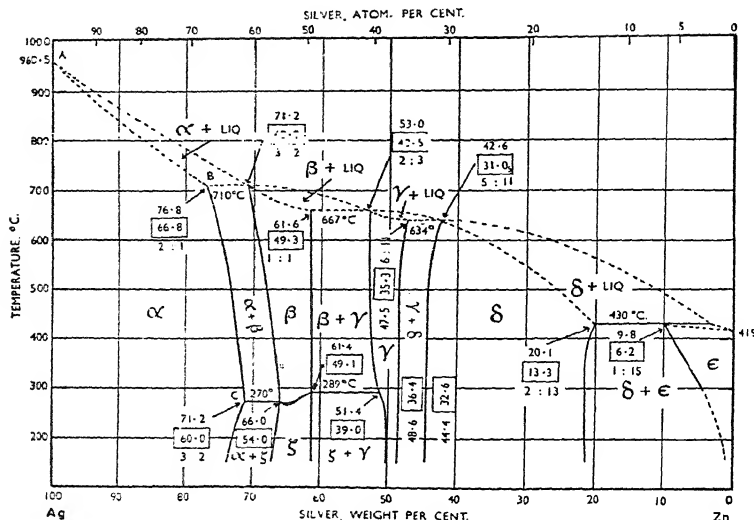 SILVER, ATOM. PER CENT.
90 80 70 60 50 40 30 20 10 5 0
1000
A
960·5
900
800
700
600
500
400
300
200
TEMPERATURE, °C.
α + LIQ
71·2
3 2
53·0
42·5
2 : 3
42·6
31·0
5 : 11
β + LIQ
γ + LIQ
B
710°C
76·8
66·8
2 : 1
61·6
49·3
1 : 1
667°C
634°
α
α + β
β
β + γ
γ
47·5
35·3
δ + γ
δ
δ + LIQ
430 °C.
415
20·1
13·3
2 : 13
9·8
6·2
1 : 15
δ + ε
ε
61·4
49·1
289°C
C
270°
71·2
60·0
3 2
66·0
54·0
α + ζ
ζ
51·4
39·0
ζ + γ
48·6
36·4
44·4
32·6
100 90 80 70 60 50 40 30 20 10 0
Ag
SILVER, WEIGHT PER CENT.
Zn